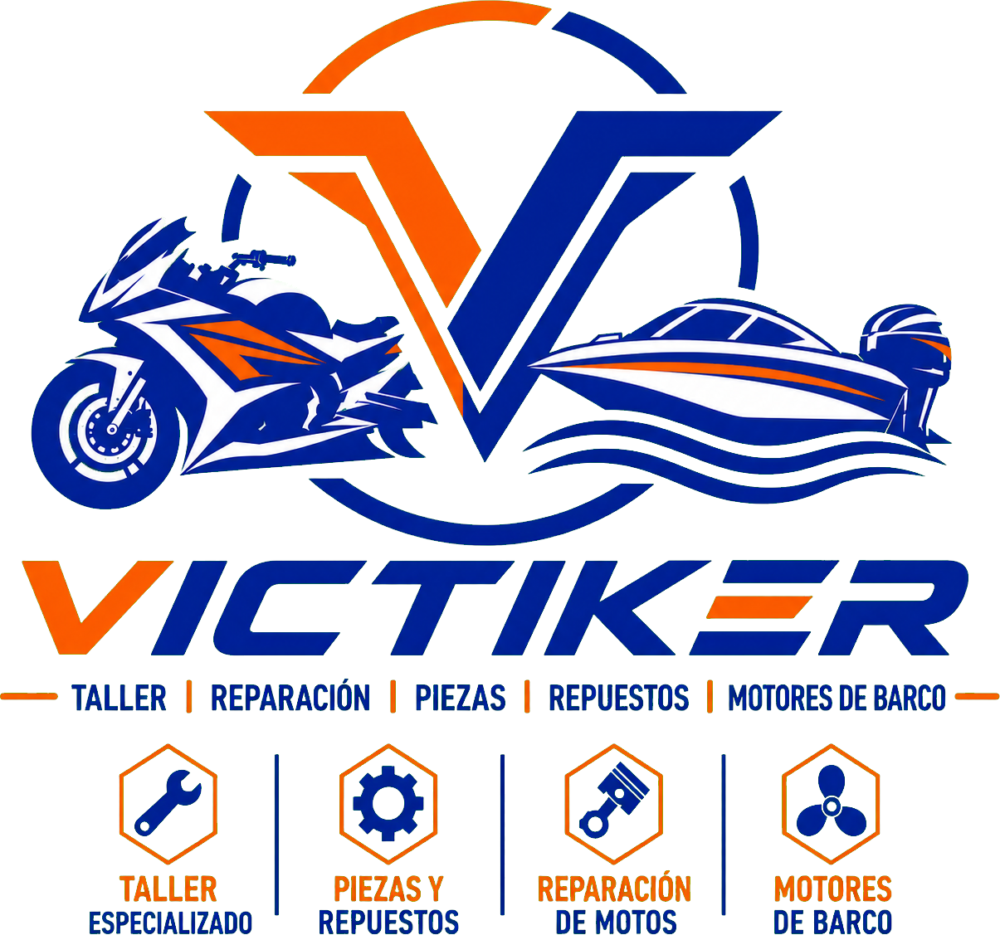 VICTIKER
TALLER | REPARACIÓN | PIEZAS | REPUESTOS | MOTORES DE BARCO
TALLER
ESPECIALIZADO
PIEZAS Y
REPUESTOS
REPARACIÓN
DE MOTOS
MOTORES
DE BARCO